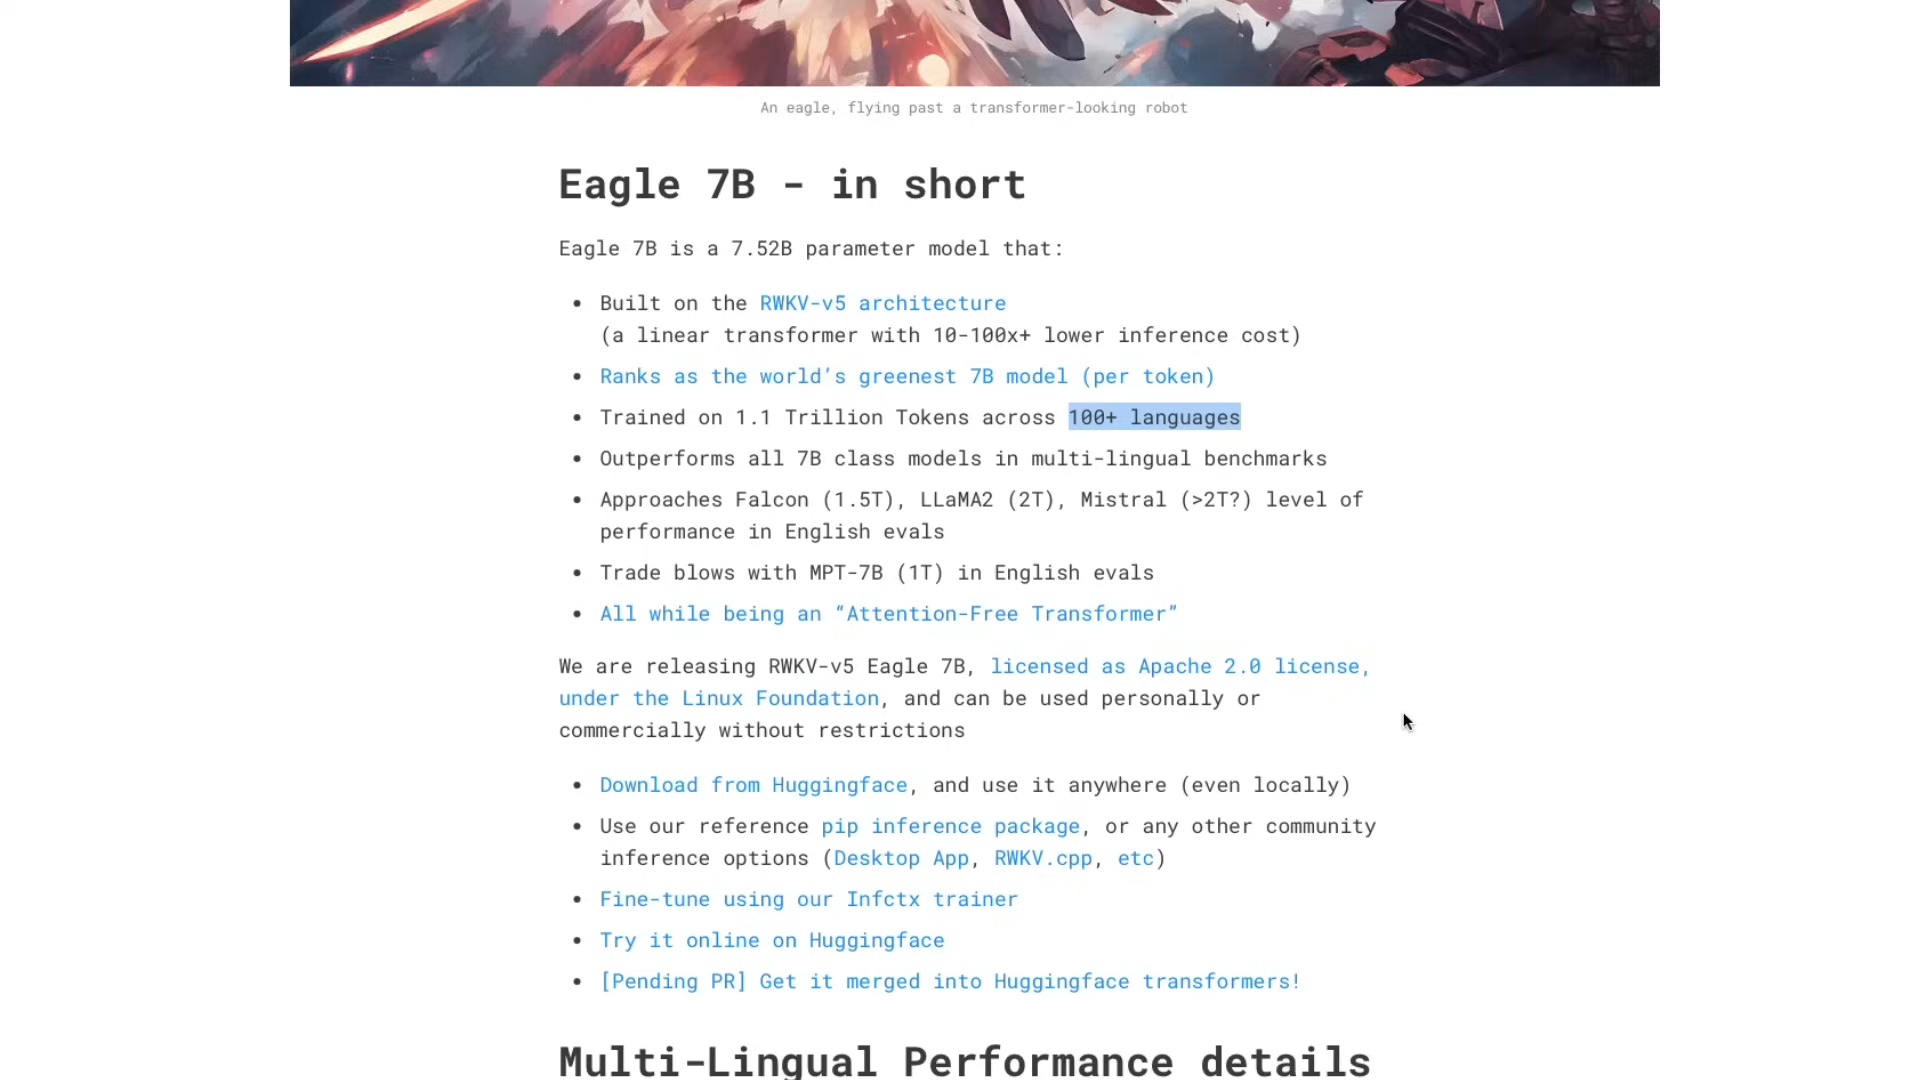 An eagle, flying past a transformer-looking robot
Eagle 7B - in short
Eagle 7B is a 7.52B parameter model that:
• Built on the RWKV-v5 architecture
(a linear transformer with 10-100x+ lower inference cost)
• Ranks as the world’s greenest 7B model (per token)
• Trained on 1.1 Trillion Tokens across 100+ languages
• Outperforms all 7B class models in multi-lingual benchmarks
• Approaches Falcon (1.5T), LLaMA2 (2T), Mistral (>2T?) level of
performance in English evals
• Trade blows with MPT-7B (1T) in English evals
• All while being an “Attention-Free Transformer”
We are releasing RWKV-v5 Eagle 7B, licensed as Apache 2.0 license,
under the Linux Foundation, and can be used personally or
commercially without restrictions
• Download from Huggingface, and use it anywhere (even locally)
• Use our reference pip inference package, or any other community
inference options (Desktop App, RWKV.cpp, etc)
• Fine-tune using our Infctx trainer
• Try it online on Huggingface
• [Pending PR] Get it merged into Huggingface transformers!
Multi-Lingual Performance details